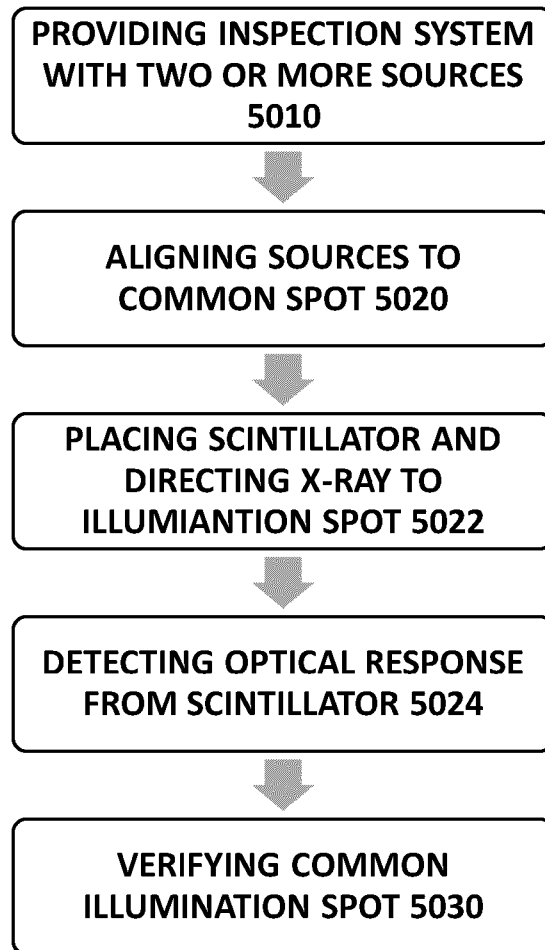 PROVIDING INSPECTION SYSTEM
WITH TWO OR MORE SOURCES
5010
ALIGNING SOURCES TO
COMMON SPOT 5020
PLACING SCINTILLATOR AND
DIRECTING X-RAY TO
ILLUMIANTION SPOT 5022
DETECTING OPTICAL RESPONSE
FROM SCINTILLATOR 5024
VERIFYING COMMON
ILLUMINATION SPOT 5030